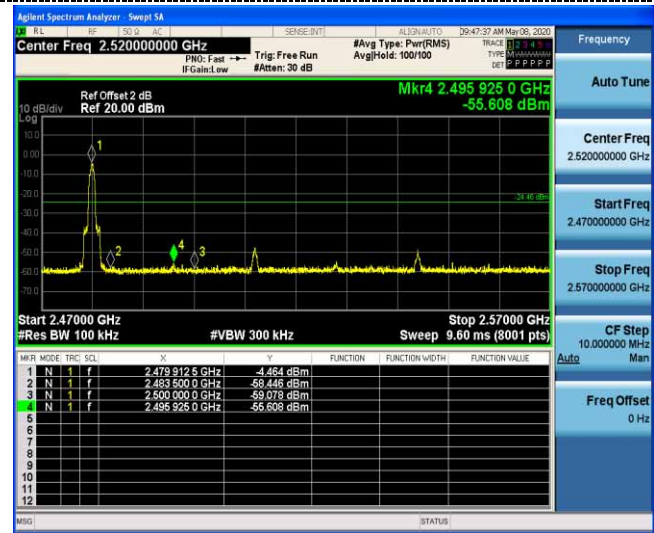 Agilent Spectrum Analyzer - Swept SA
RL RF 50 Ω AC SENSE:INT ALIGN AUTO 09:47:37 AM May 08, 2020
Center Freq 2.520000000 GHz
PNO: Fast
IFGain:Low
Trig: Free Run
#Atten: 30 dB
#Avg Type: Pwr(RMS)
Avg|Hold: 100/100
TRACE 1 2 3 4 5 6
TYPE M
DET P P P P P P
Frequency
Auto Tune
Center Freq
2.520000000 GHz
Start Freq
2.470000000 GHz
Stop Freq
2.570000000 GHz
CF Step
10.000000 MHz
Auto Man
Freq Offset
0 Hz
Mkr4 2.495 925 0 GHz
-55.608 dBm
Ref Offset 2 dB
10 dB/div Ref 20.00 dBm
Log
10.0
0.00
-10.0
-20.0
-30.0
-40.0
-50.0
-60.0
-70.0
1
2
4
3
-24.46 dBm
Start 2.47000 GHz Stop 2.57000 GHz
#Res BW 100 kHz #VBW 300 kHz Sweep 9.60 ms (8001 pts)
MKR MODE TRC SCL X Y FUNCTION FUNCTION WIDTH FUNCTION VALUE
1 N 1 f 2.479 912 5 GHz -4.464 dBm
2 N 1 f 2.483 500 0 GHz -58.446 dBm
3 N 1 f 2.500 000 0 GHz -59.078 dBm
4 N 1 f 2.495 925 0 GHz -55.608 dBm
5
6
7
8
9
10
11
12
MSG STATUS